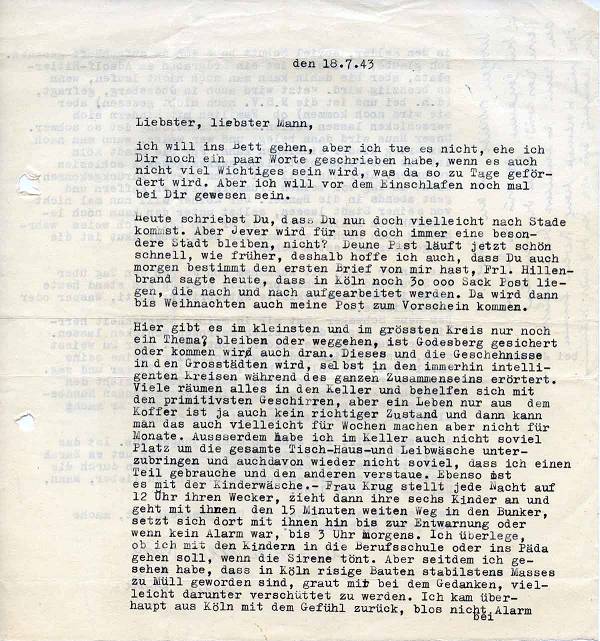 den 18.7.43
Liebster, liebster Mann,
ich will ins Bett gehen, aber ich tue es nicht, ehe ich
Dir noch ein paar Worte geschrieben habe, wenn es auch
nicht viel Wichtiges sein wird, was da so zu Tage geför-
dert wird. Aber ich will vor dem Einschlafen noch mal
bei Dir gewesen sein.
Heute schriebst Du, dass Du nun doch vielleicht nach Stade
kommst. Aber Jever wird für uns doch immer eine beson-
dere Stadt bleiben, nicht? Deune Post läuft jetzt schön
schnell, wie früher, deshalb hoffe ich auch, dass Du auch
morgen bestimmt den ersten Brief von mir hast, Frl. Hillen-
brand sagte heute, dass in Köln noch 30 ooo Sack Post lie-
gen, die nach und nach aufgearbeitet werden. Da wird dann
bis Weihnachten auch meine Post zum Vorschein kommen.
Hier gibt es im kleinsten und im grössten Kreis nur noch
ein Thema, bleiben oder weggehen, ist Godesberg gesichert
oder kommen wird auch dran. Dieses und die Geschehnisse
in den Grosstädten wird, selbst in den immerhin intelli-
genten Kreisen während des ganzen Zusammenseins erörtert.
Viele räumen alles in den Keller und behelfen sich mit
den primitivsten Geschirren, aber ein Leben nur aus dem
Koffer ist ja auch kein richtiger Zustand und dann kann
man das auch vielleicht für Wochen machen aber nicht für
Monate. Aussserdem habe ich im Keller auch nicht soviel
Platz um die gesamte Tisch-Haus-und Leibwäsche unter-
zubringen und auchdavon wieder nicht soviel, dass ich einen
Teil gebrauche und den anderen verstaue. Ebenso ist
es mit der Kinderwäsche.- Frau Krug stellt jede Nacht auf
12 Uhr ihren Wecker, zieht dann ihre sechs Kinder an und
geht mit ihnen den 15 Minuten weiten Weg in den Bunker,
setzt sich dort mit ihnen hin bis zur Entwarnung oder
wenn kein Alarm war, bis 3 Uhr morgens. Ich überlege,
ob ich mit den Kindern in die Berufsschule oder ins Päda
gehen soll, wenn die Sirene tönt. Aber seitdem ich ge-
sehen habe, dass in Köln risige Bauten stabilstens Masses
zu Müll geworden sind, graut mir bei dem Gedanken, viel-
leicht darunter verschüttet zu werden. Ich kam über-
haupt aus Köln mit dem Gefühl zurück, blos nicht Alarm
bei